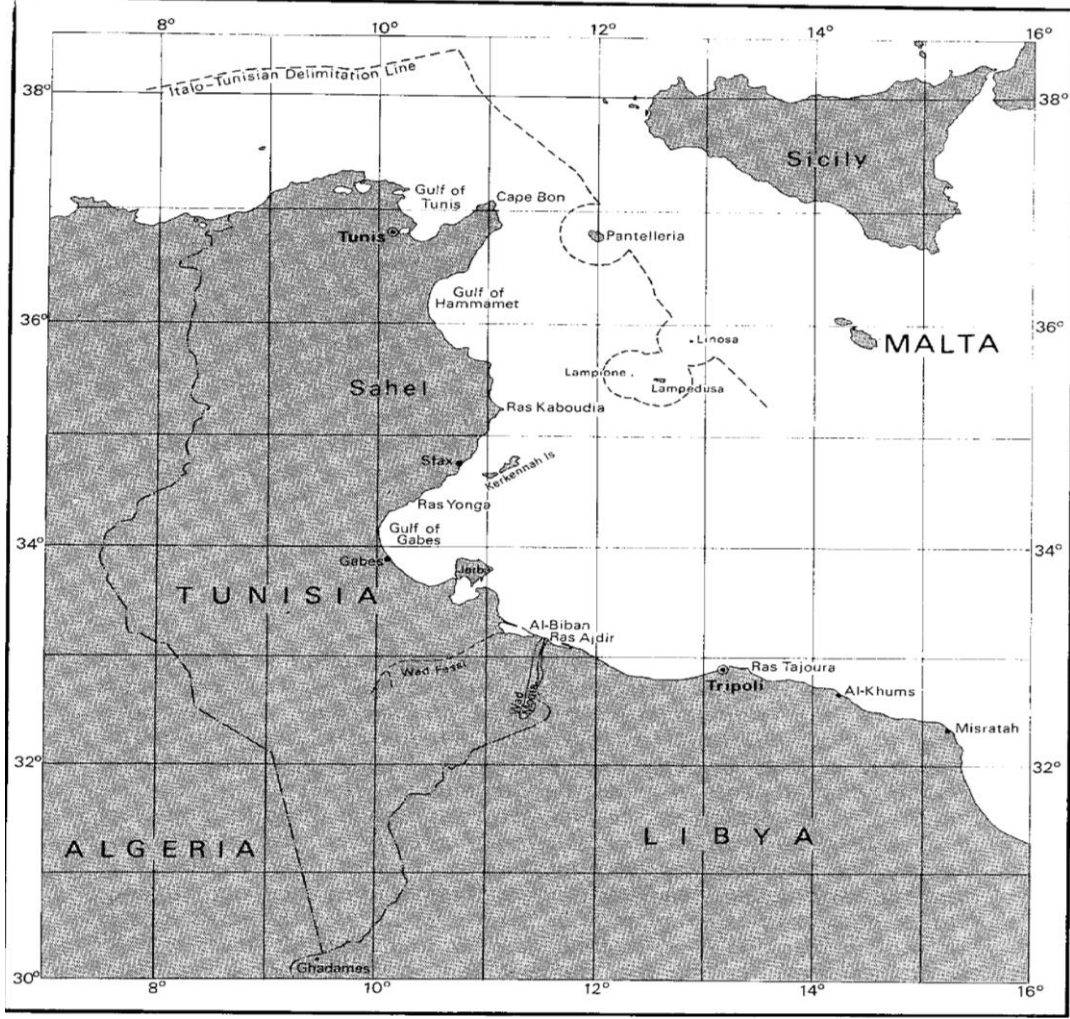 8°
10°
12°
14°
16°
Italo-Tunisian Delimitation Line
38°
38°
Sicily
Gulf of
Tunis
Cape Bon
Tunis
Pantelleria
Gulf of
Hammamet
36°
36°
Linosa
MALTA
Lampione
Lampedusa
Sahel
Ras Kaboudia
Sfax
Kerkennah Is
Ras Yonga
Gulf of
Gabes
34°
34°
Gabes
Jerba
TUNISIA
Al-Biban
Ras Ajdir
Wad Fessi
Wad
Mogta
Ras Tajoura
Tripoli
Al-Khums
Misratah
32°
32°
ALGERIA
LIBYA
30°
30°
Ghadames
8°
10°
12°
14°
16°